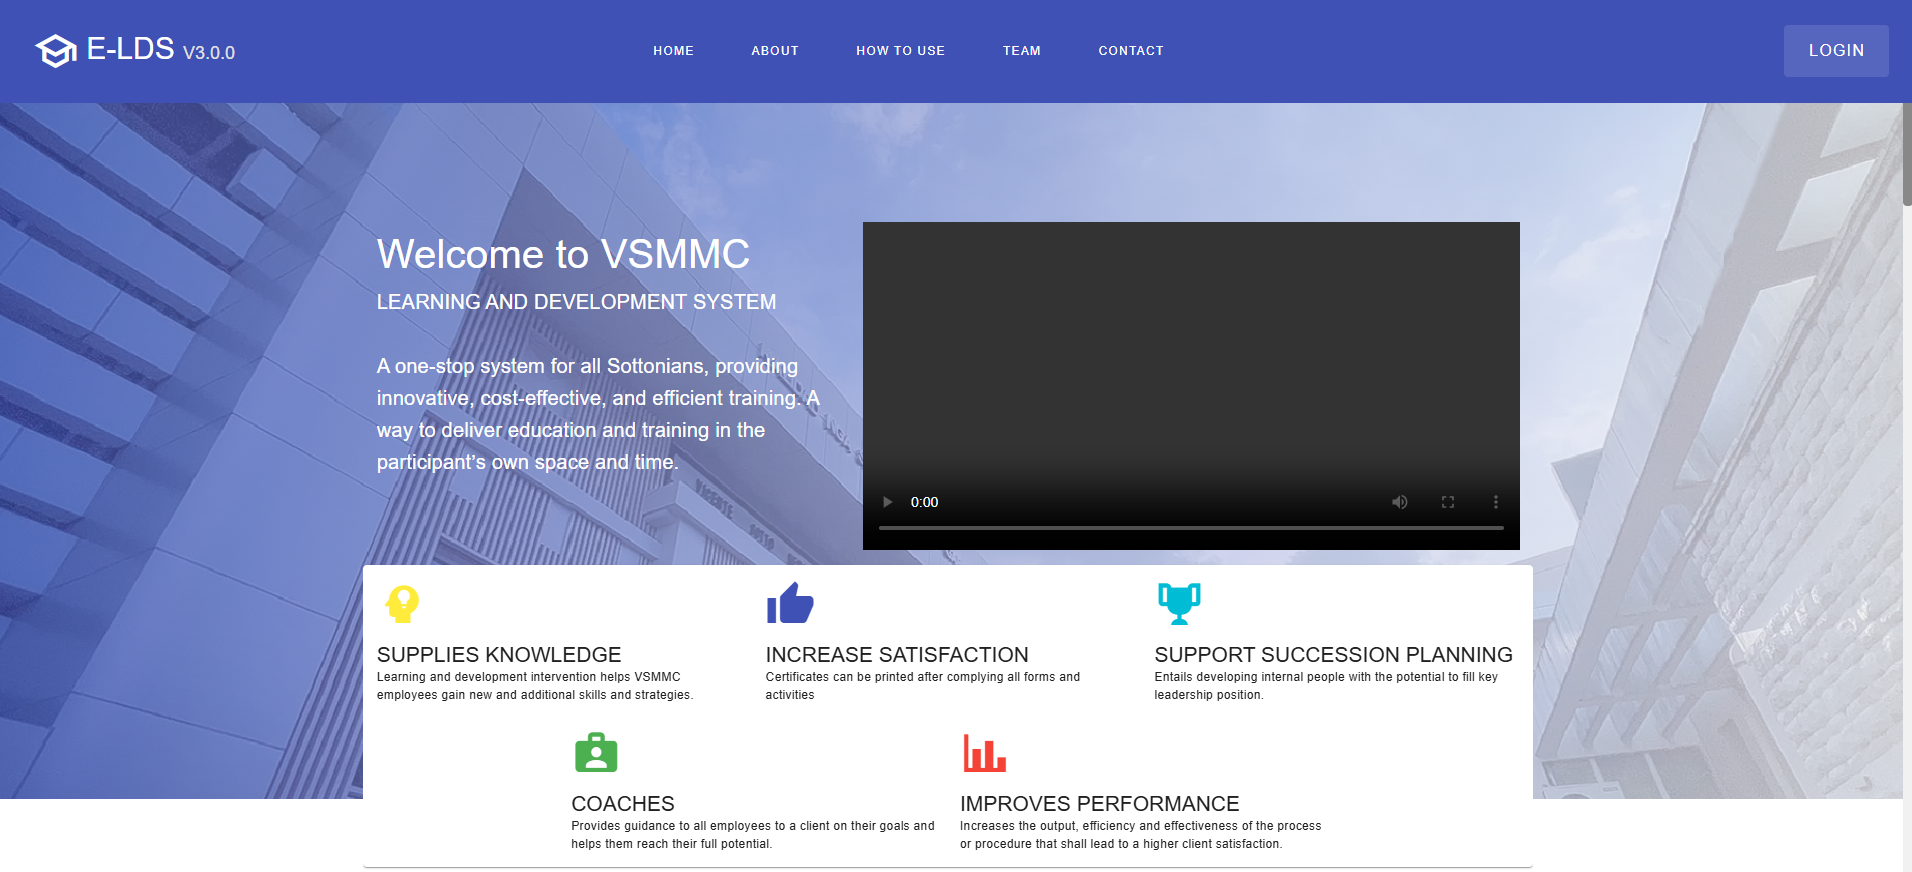 E-LDS V3.0.0
HOME
ABOUT
HOW TO USE
TEAM
CONTACT
LOGIN
Welcome to VSMMC
LEARNING AND DEVELOPMENT SYSTEM
A one-stop system for all Sottonians, providing
innovative, cost-effective, and efficient training. A
way to deliver education and training in the
participant's own space and time.
VICENTE SOTTO
0:00
SUPPLIES KNOWLEDGE
Learning and development intervention helps VSMMC
employees gain new and additional skills and strategies.
INCREASE SATISFACTION
Certificates can be printed after complying all forms and
activities
SUPPORT SUCCESSION PLANNING
Entails developing internal people with the potential to fill key
leadership position.
COACHES
Provides guidance to all employees to a client on their goals and
helps them reach their full potential.
IMPROVES PERFORMANCE
Increases the output, efficiency and effectiveness of the process
or procedure that shall lead to a higher client satisfaction.